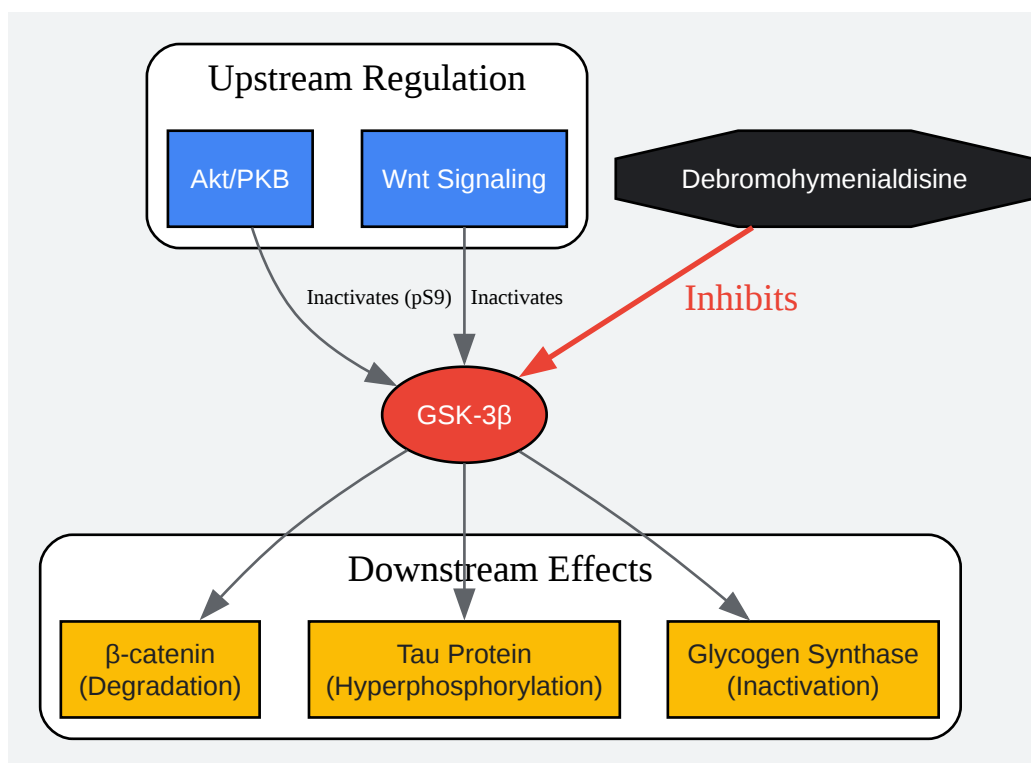 Upstream Regulation
Akt/PKB
Wnt Signaling
Debromohymenialdisine
Inactivates (pS9)
Inactivates
Inhibits
GSK-3β
Downstream Effects
β-catenin
(Degradation)
Tau Protein
(Hyperphosphorylation)
Glycogen Synthase
(Inactivation)